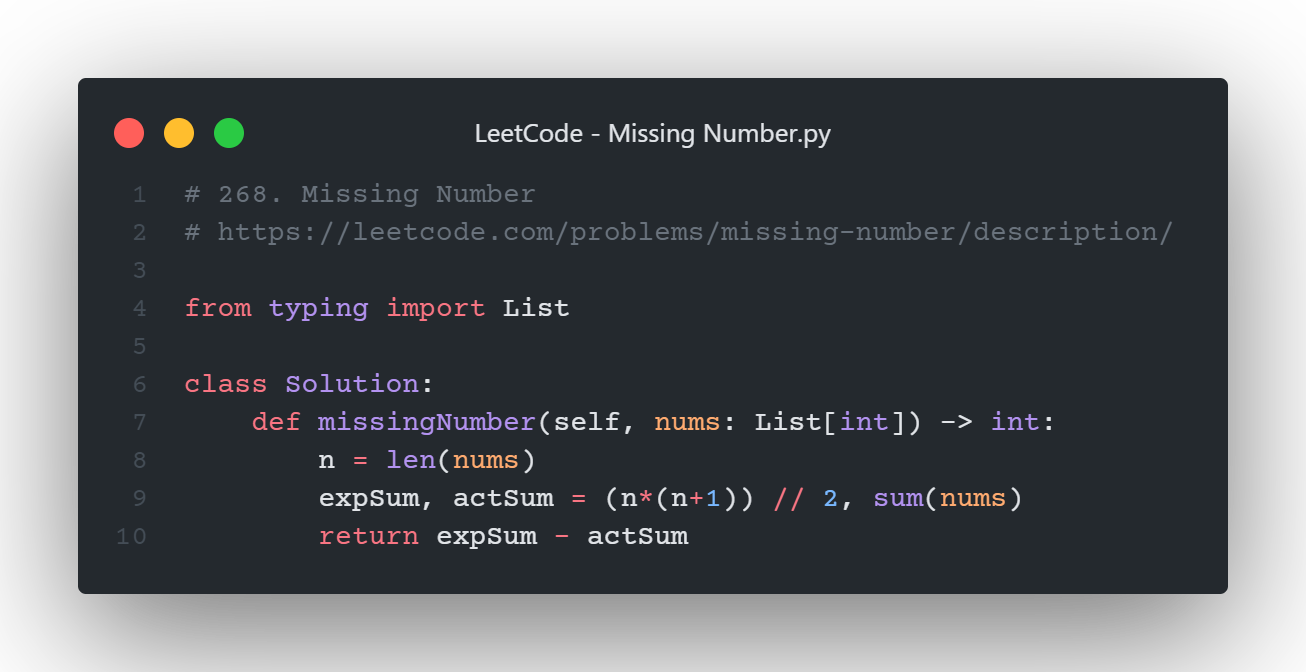 LeetCode - Missing Number.py
1 # 268. Missing Number
2 # https://leetcode.com/problems/missing-number/description/
3
4 from typing import List
5
6 class Solution:
7     def missingNumber(self, nums: List[int]) -> int:
8         n = len(nums)
9         expSum, actSum = (n*(n+1)) // 2, sum(nums)
10         return expSum - actSum